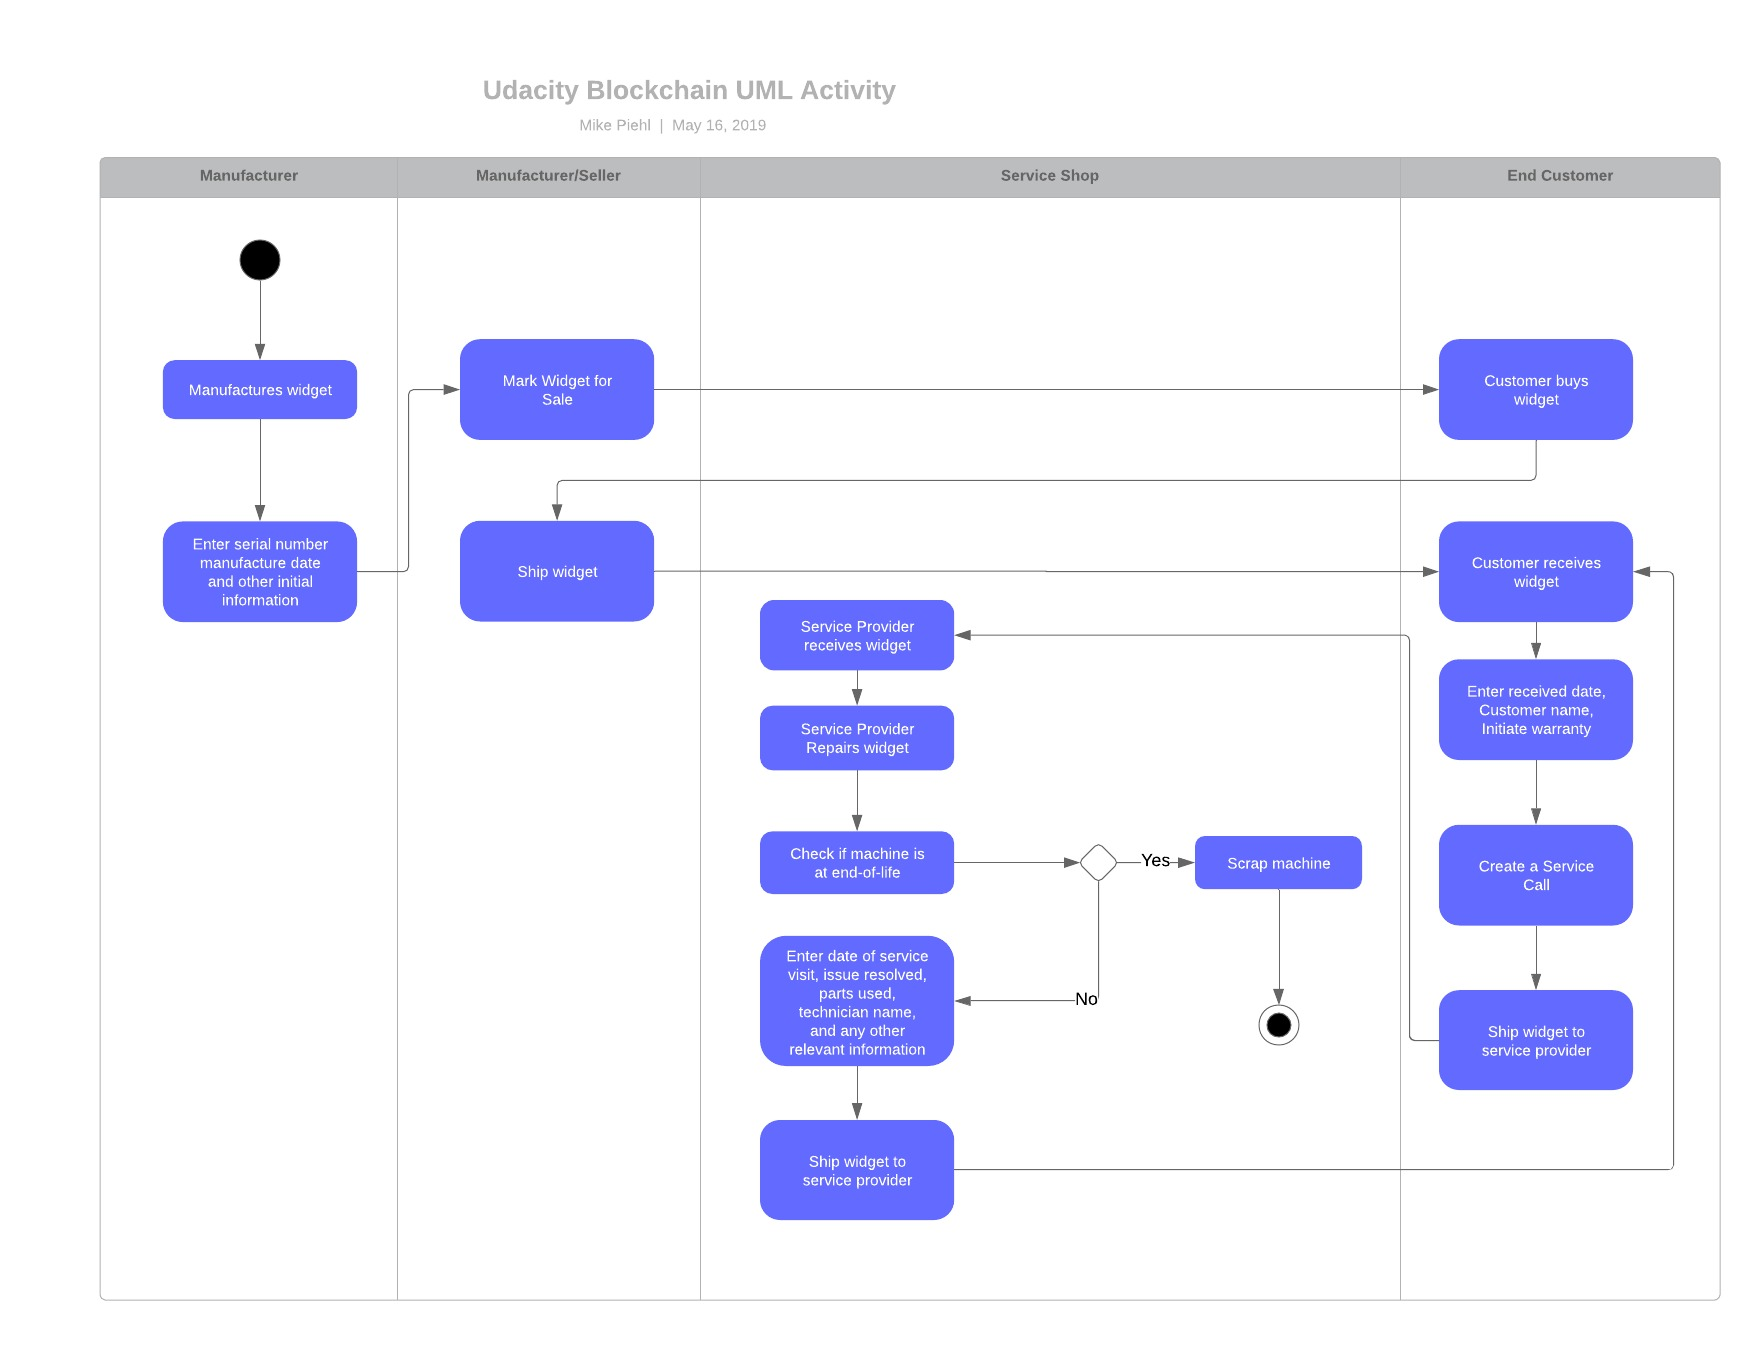 Udacity Blockchain UML Activity
Mike Piehl | May 16, 2019
Manufacturer
Manufacturer/Seller
Service Shop
End Customer
Manufactures widget
Enter serial number
manufacture date
and other initial
information
Mark Widget for
Sale
Customer buys
widget
Ship widget
Customer receives
widget
Enter received date,
Customer name,
Initiate warranty
Create a Service
Call
Ship widget to
service provider
Service Provider
receives widget
Service Provider
Repairs widget
Check if machine is
at end-of-life
Yes
Scrap machine
No
Enter date of service
visit, issue resolved,
parts used,
technician name,
and any other
relevant information
Ship widget to
service provider